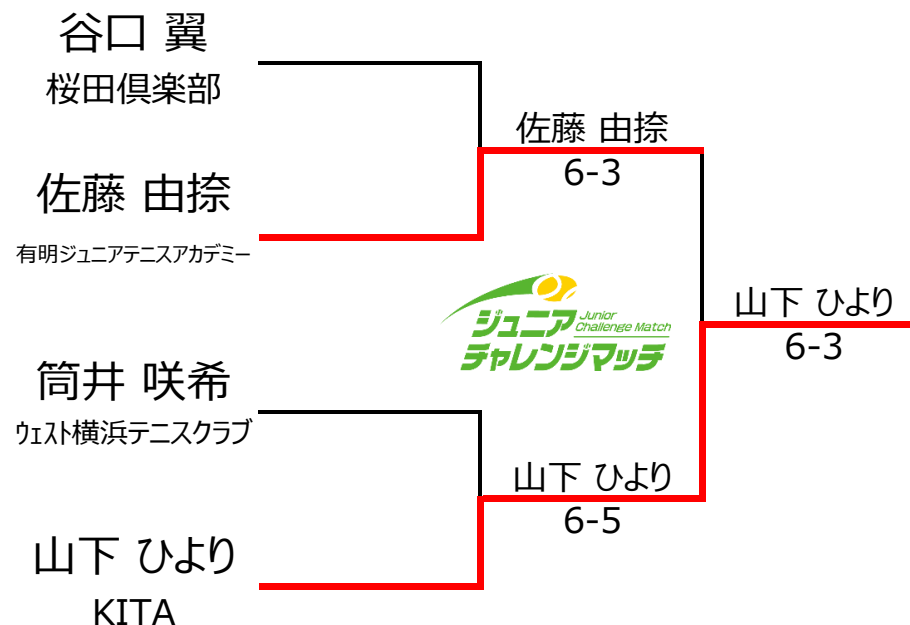 谷口 翼
桜田倶楽部
佐藤 由捺
6-3
佐藤 由捺
有明ジュニアテニスアカデミー
ジュニア Junior Challenge Match
チャレンジマッチ
山下 ひより
6-3
筒井 咲希
ウエスト横浜テニスクラブ
山下 ひより
6-5
山下 ひより
KITA